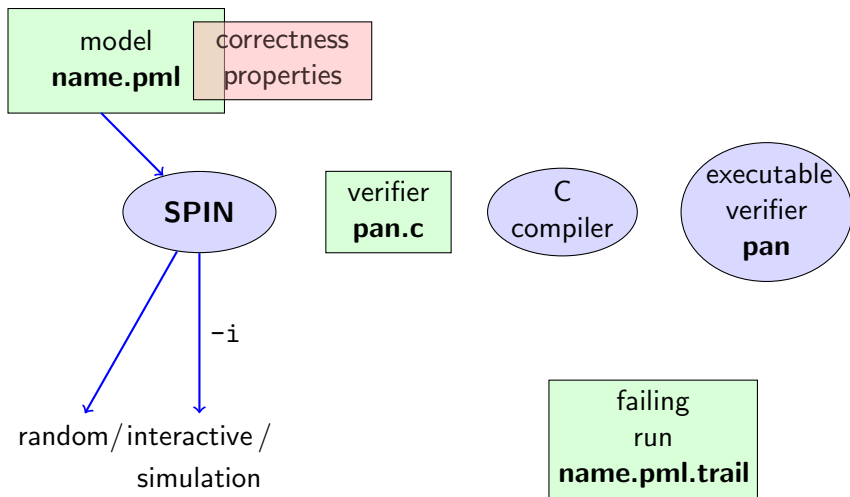 model
name.pml
correctness
properties
SPIN
verifier
pan.c
C
compiler
executable
verifier
pan
-i
random/interactive/
simulation
failing
run
name.pml.trail